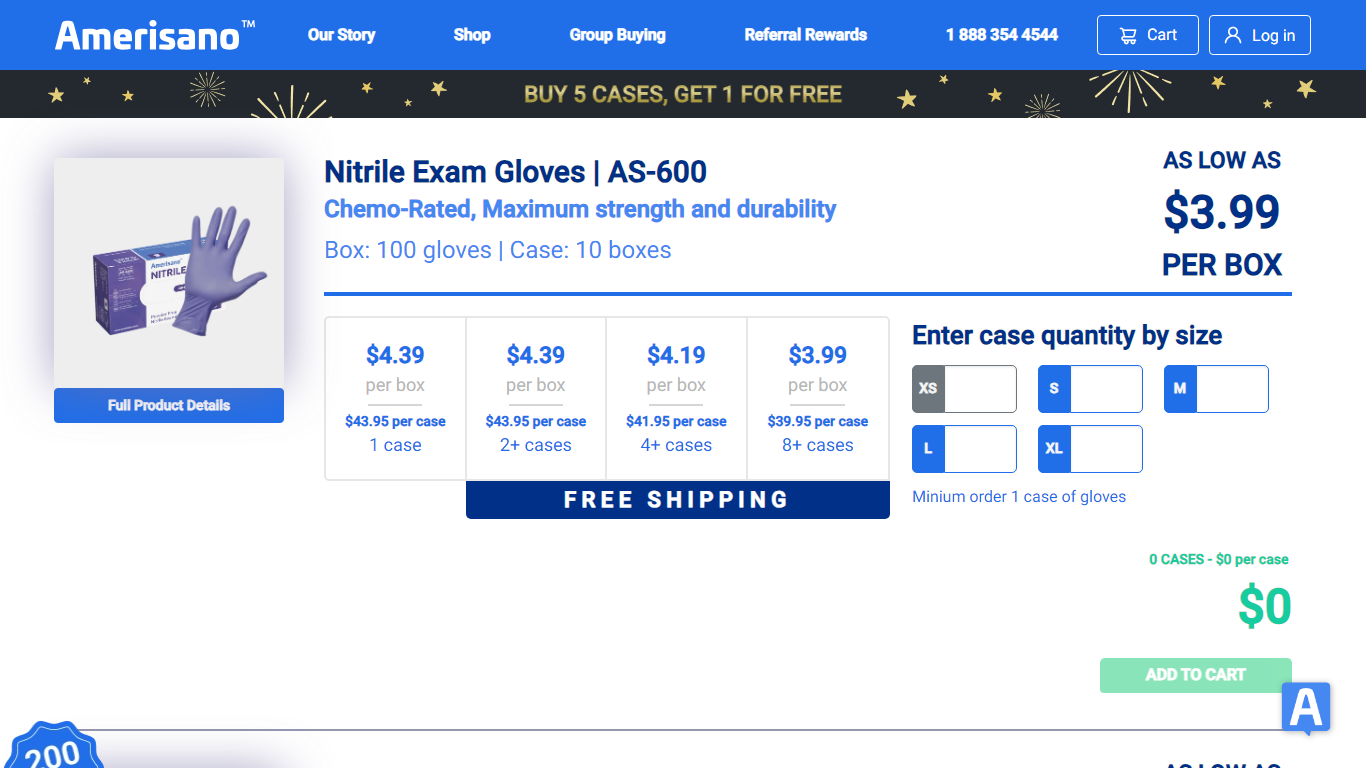 Amerisano™
Our Story
Shop
Group Buying
Referral Rewards
1 888 354 4544
Cart
Log in
BUY 5 CASES, GET 1 FOR FREE
Amerisano
NITRILE
Full Product Details
Nitrile Exam Gloves | AS-600
Chemo-Rated, Maximum strength and durability
Box: 100 gloves | Case: 10 boxes
AS LOW AS
$3.99
PER BOX
$4.39
per box
$43.95 per case
1 case
$4.39
per box
$43.95 per case
2+ cases
$4.19
per box
$41.95 per case
4+ cases
$3.99
per box
$39.95 per case
8+ cases
FREE SHIPPING
Enter case quantity by size
XS
S
M
L
XL
Minium order 1 case of gloves
0 CASES - $0 per case
$0
ADD TO CART
A
200
AS LOW AS